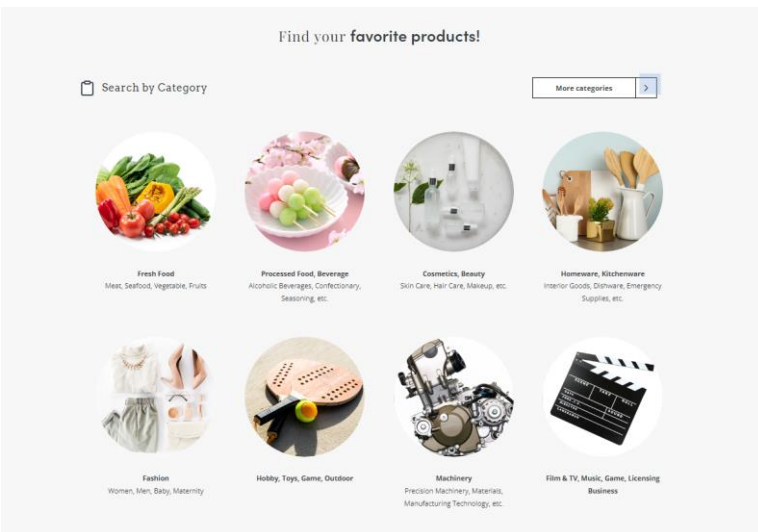 Find your favorite products!
Search by Category
More categories
Fresh Food
Meat, Seafood, Vegetable, Fruits
Processed Food, Beverage
Alcoholic Beverages, Confectionary,
Seasoning, etc.
Cosmetics, Beauty
Skin Care, Hair Care, Makeup, etc.
Homeware, Kitchenware
Interior Goods, Dishware, Emergency
Supplies, etc.
Fashion
Women, Men, Baby, Maternity
Hobby, Toys, Game, Outdoor
Machinery
Precision Machinery, Materials,
Manufacturing Technology, etc.
Film & TV, Music, Game, Licensing
Business